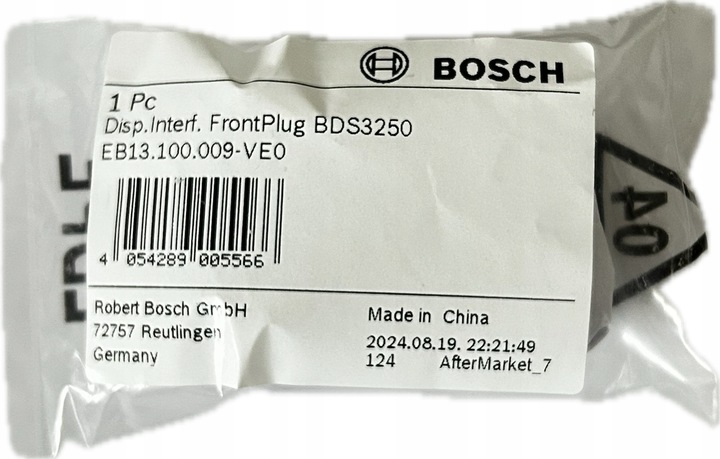 BOSCH
1 Pc
Disp.Interf. FrontPlug BDS3250
EB13.100.009-VE0
4 054289 005566
Robert Bosch GmbH
72757 Reutlingen
Germany
Made in China
2024.08.19. 22:21:49
124 AfterMarket_7
04